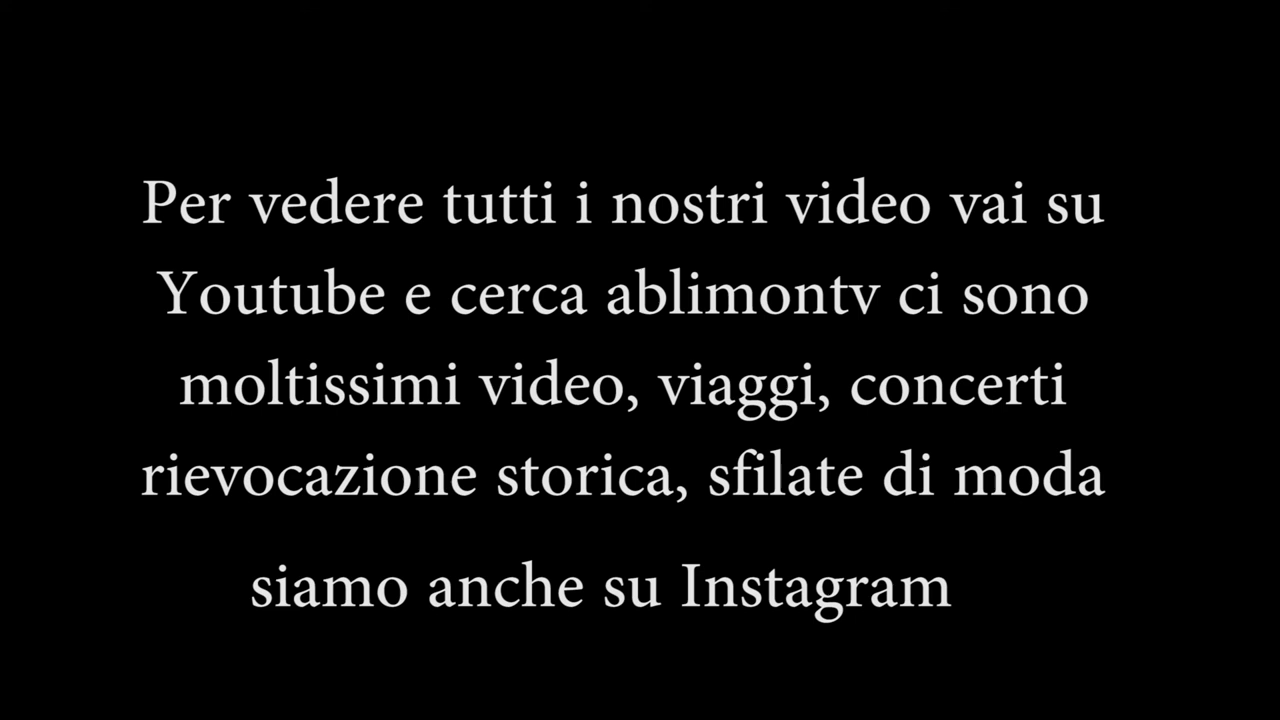 Per vedere tutti i nostri video vai su
Youtube e cerca ablimontv ci sono
moltissimi video, viaggi, concerti
rievocazione storica, sfilate di moda
siamo anche su Instagram